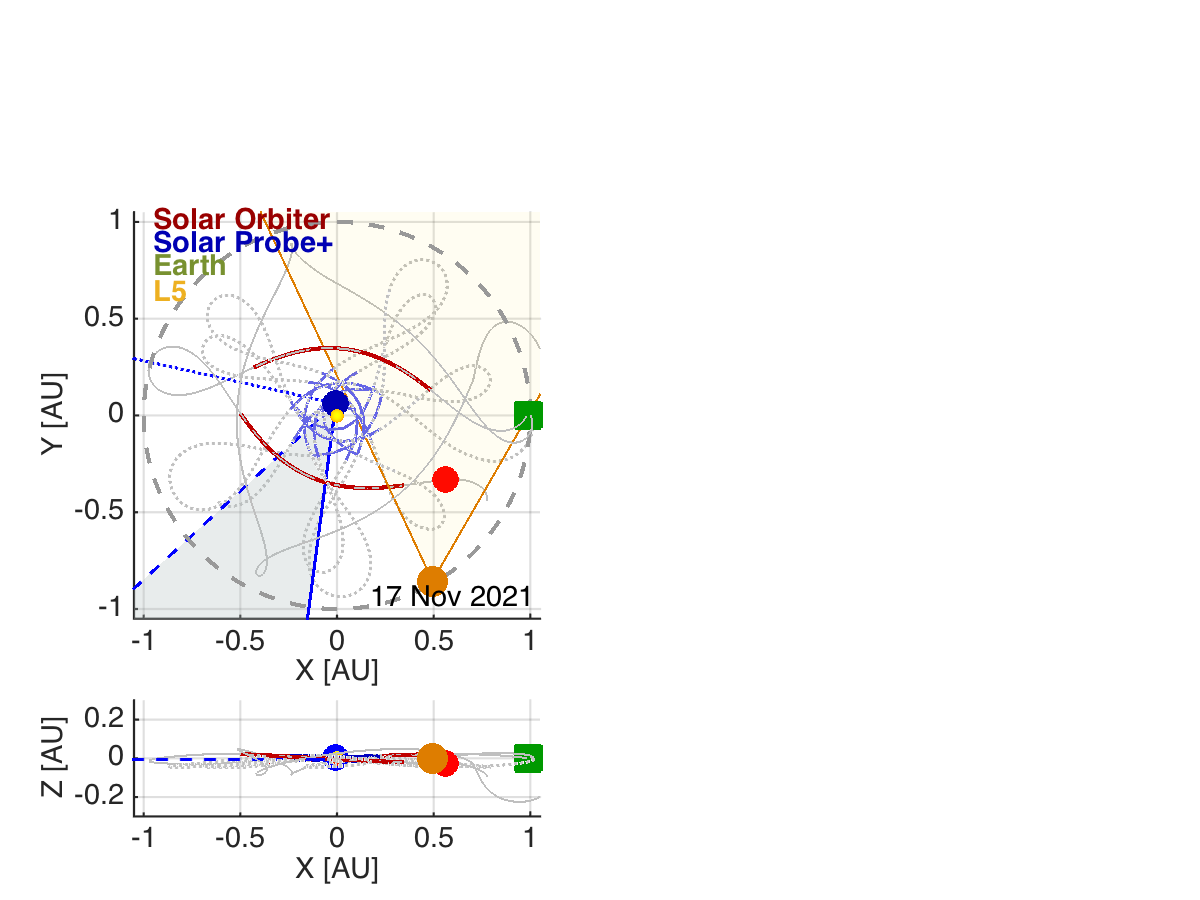 Solar Orbiter
Solar Probe+
Earth
L5
1
0.5
0
-0.5
-1
Y [AU]
17 Nov 2021
-1 -0.5 0 0.5 1
X [AU]
0.2
0
-0.2
Z [AU]
-1 -0.5 0 0.5 1
X [AU]